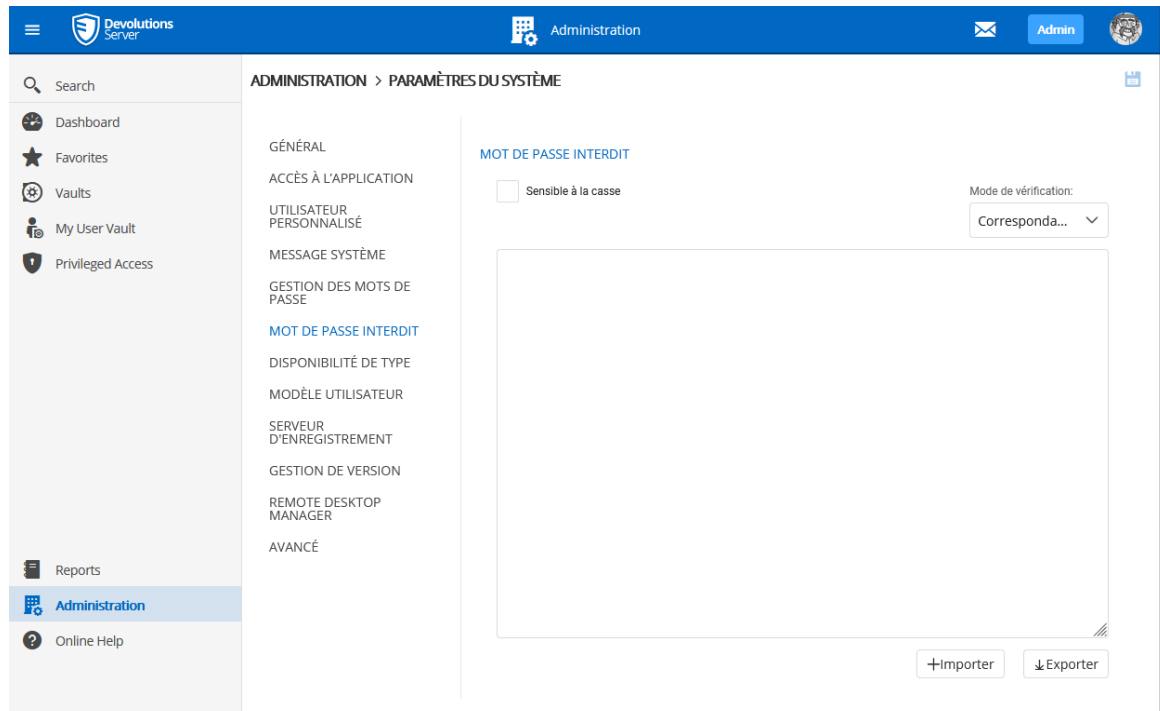 Devolutions
Server
Administration
Admin
Search
Dashboard
Favorites
Vaults
My User Vault
Privileged Access
Reports
Administration
Online Help
ADMINISTRATION > PARAMÈTRES DU SYSTÈME
GÉNÉRAL
ACCÈS À L'APPLICATION
UTILISATEUR
PERSONNALISÉ
MESSAGE SYSTÈME
GESTION DES MOTS DE
PASSE
MOT DE PASSE INTERDIT
DISPONIBILITÉ DE TYPE
MODÈLE UTILISATEUR
SERVEUR
D'ENREGISTREMENT
GESTION DE VERSION
REMOTE DESKTOP
MANAGER
AVANCÉ
MOT DE PASSE INTERDIT
Sensible à la casse
Mode de vérification:
Corresponda...
+Importer
Exporter